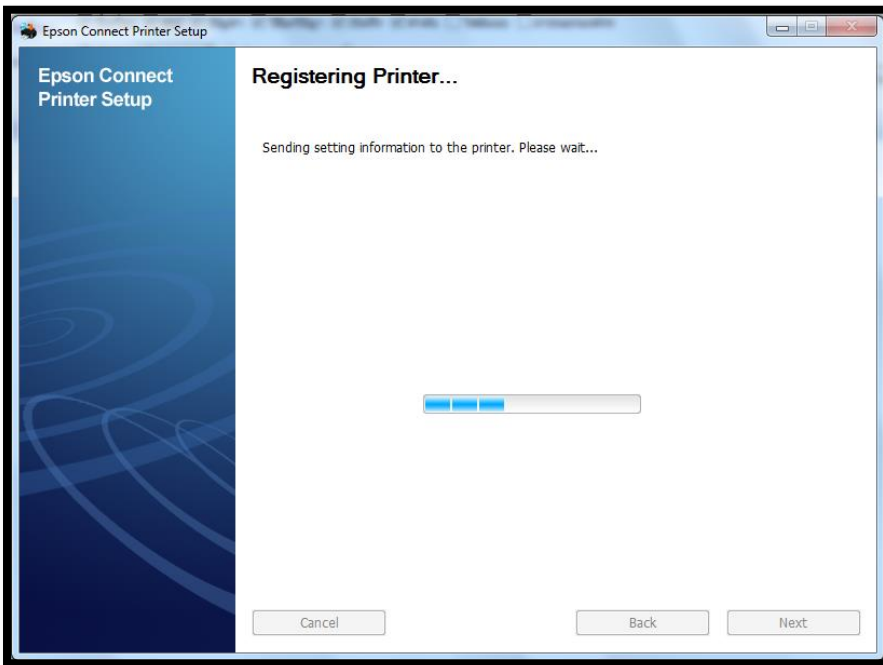 Epson Connect Printer Setup
Epson Connect
Printer Setup
Registering Printer...
Sending setting information to the printer. Please wait...
Cancel
Back
Next